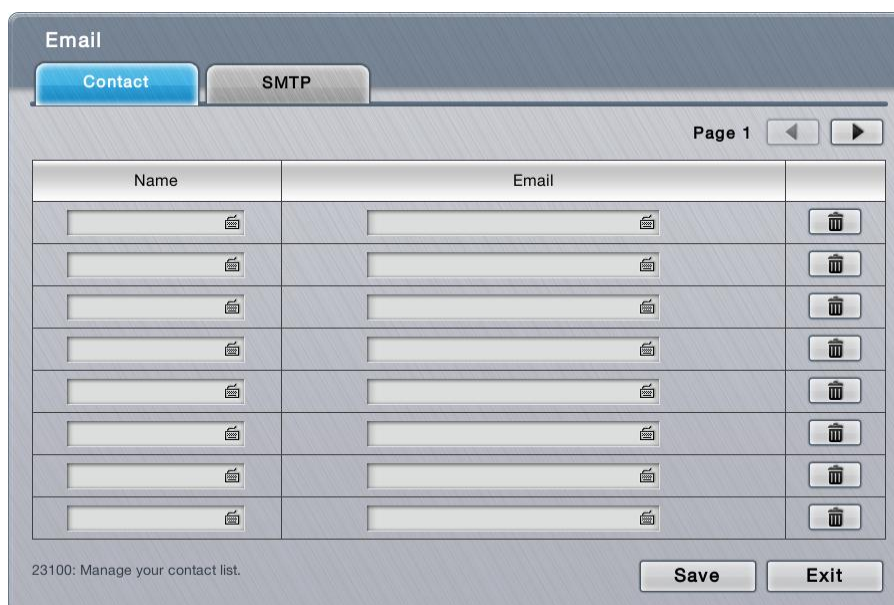 Email
Contact
SMTP
Page 1
Name
Email
23100: Manage your contact list.
Save
Exit